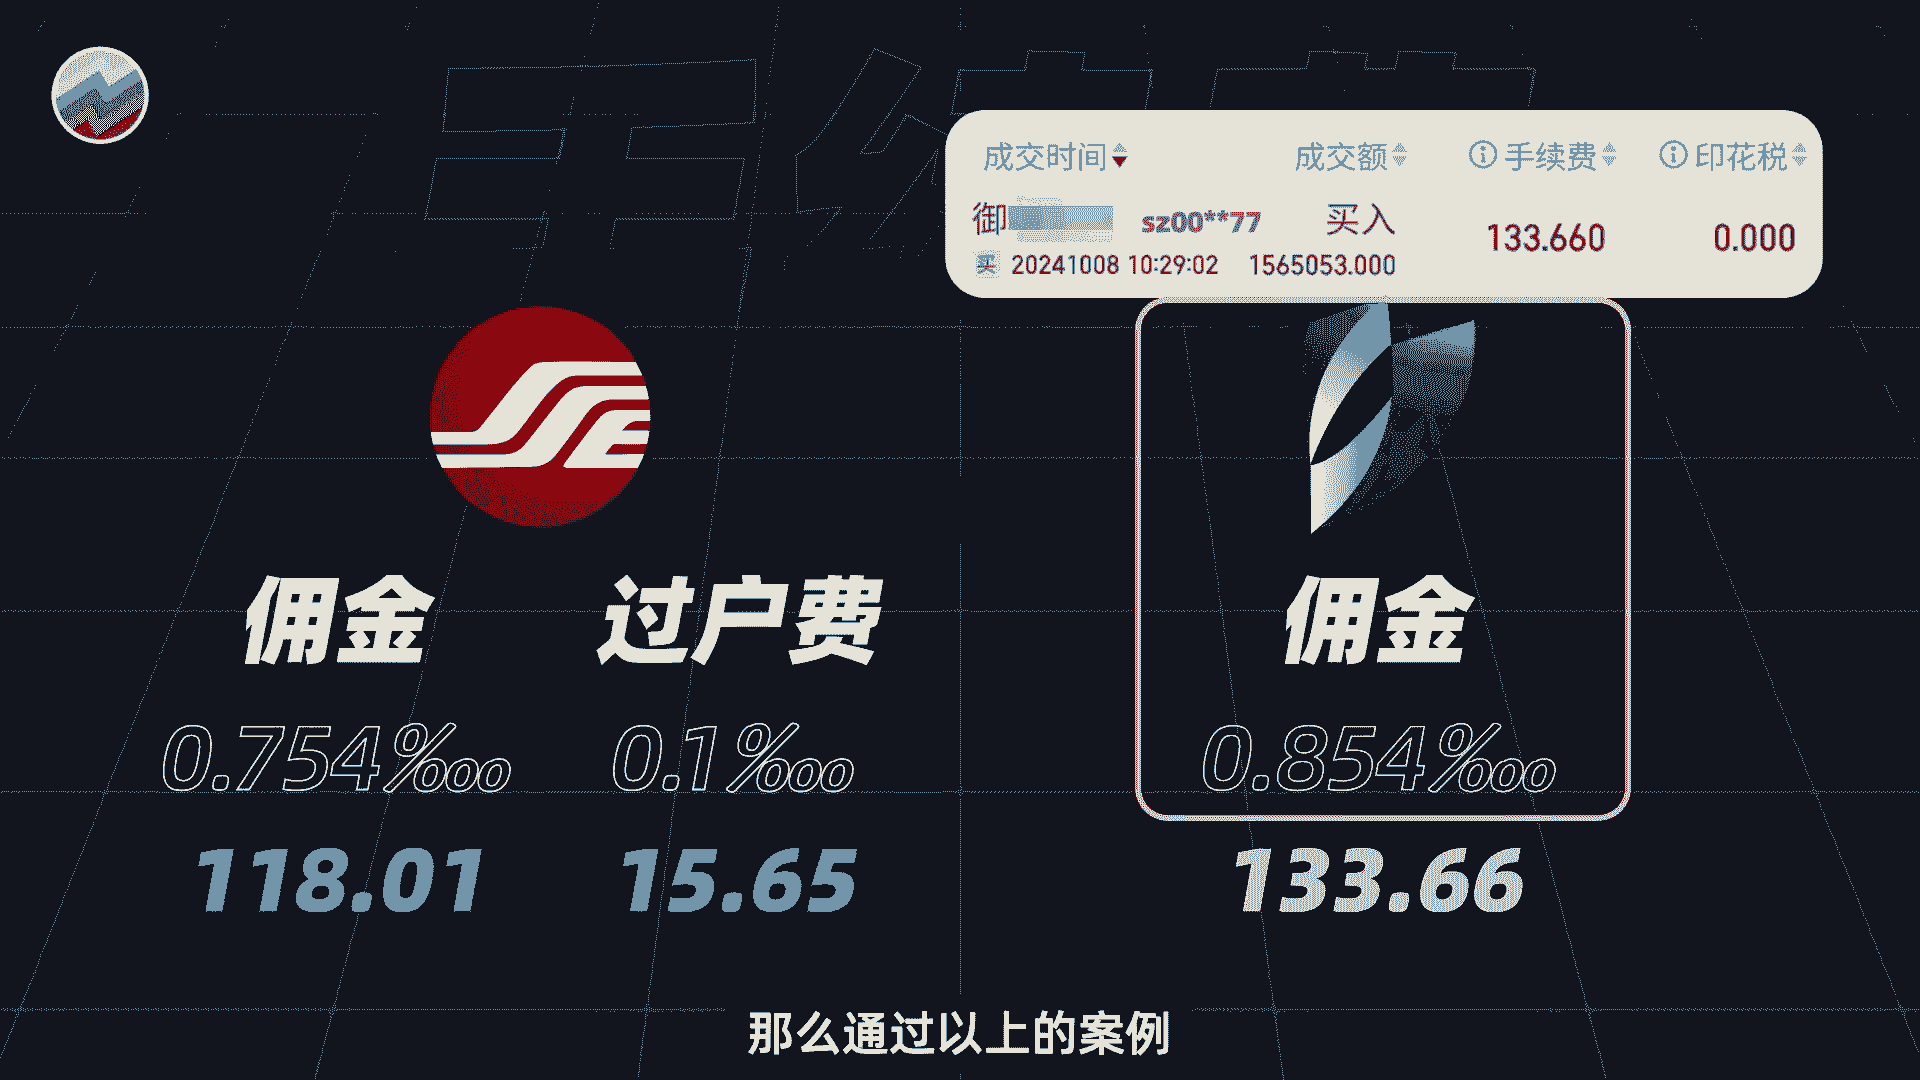 手续费
成交时间 成交额 手续费 印花税
御 sz00**77 买入 133.660 0.000
买 20241008 10:29:02 1565053.000
佣金 过户费 佣金
0.754‱ 0.1‱ 0.854‱
118.01 15.65 133.66
那么通过以上的案例